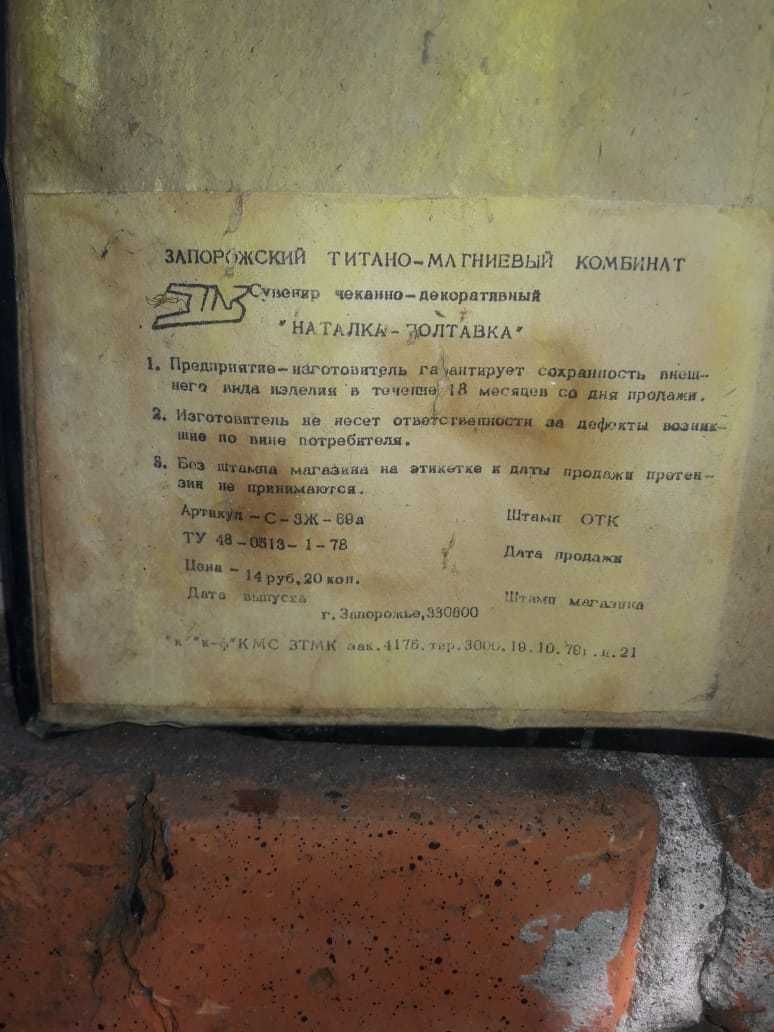 ЗАПОРОЖСКИЙ ТИТАНО-МАГНИЕВЫЙ КОМБИНАТ
Сувенир чеканно-декоративный
"НАТАЛКА-ПОЛТАВКА"
1. Предприятие-изготовитель гарантирует сохранность внеш-
него вида изделия в течение 18 месяцев со дня продажи.
2. Изготовитель не несет ответственности за дефекты возник-
шие по вине потребителя.
3. Без штампа магазина на этикетке и даты продажи претен-
зии не принимаются.
Артикул-С-ЗЖ-69а Штамп ОТК
ТУ 48-0513-1-78 Дата продажи
Цена - 14 руб,20 коп.
Дата выпуска Штамп магазина
г. Запорожье,330600
"к" "к-ф" КМС ЗТМК зак.4176.тир.3000.19.10.79г.н.21